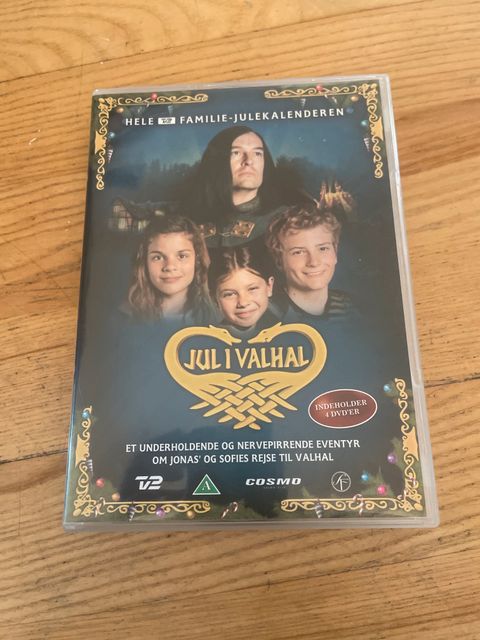 HELE TV2 FAMILIE-JULEKALENDEREN
JUL I VALHAL
INDEHOLDER
4 DVD'ER
ET UNDERHOLDENDE OG NERVEPIRRENDE EVENTYR
OM JONAS' OG SOFIES REJSE TIL VALHAL
TV2 A COSMO